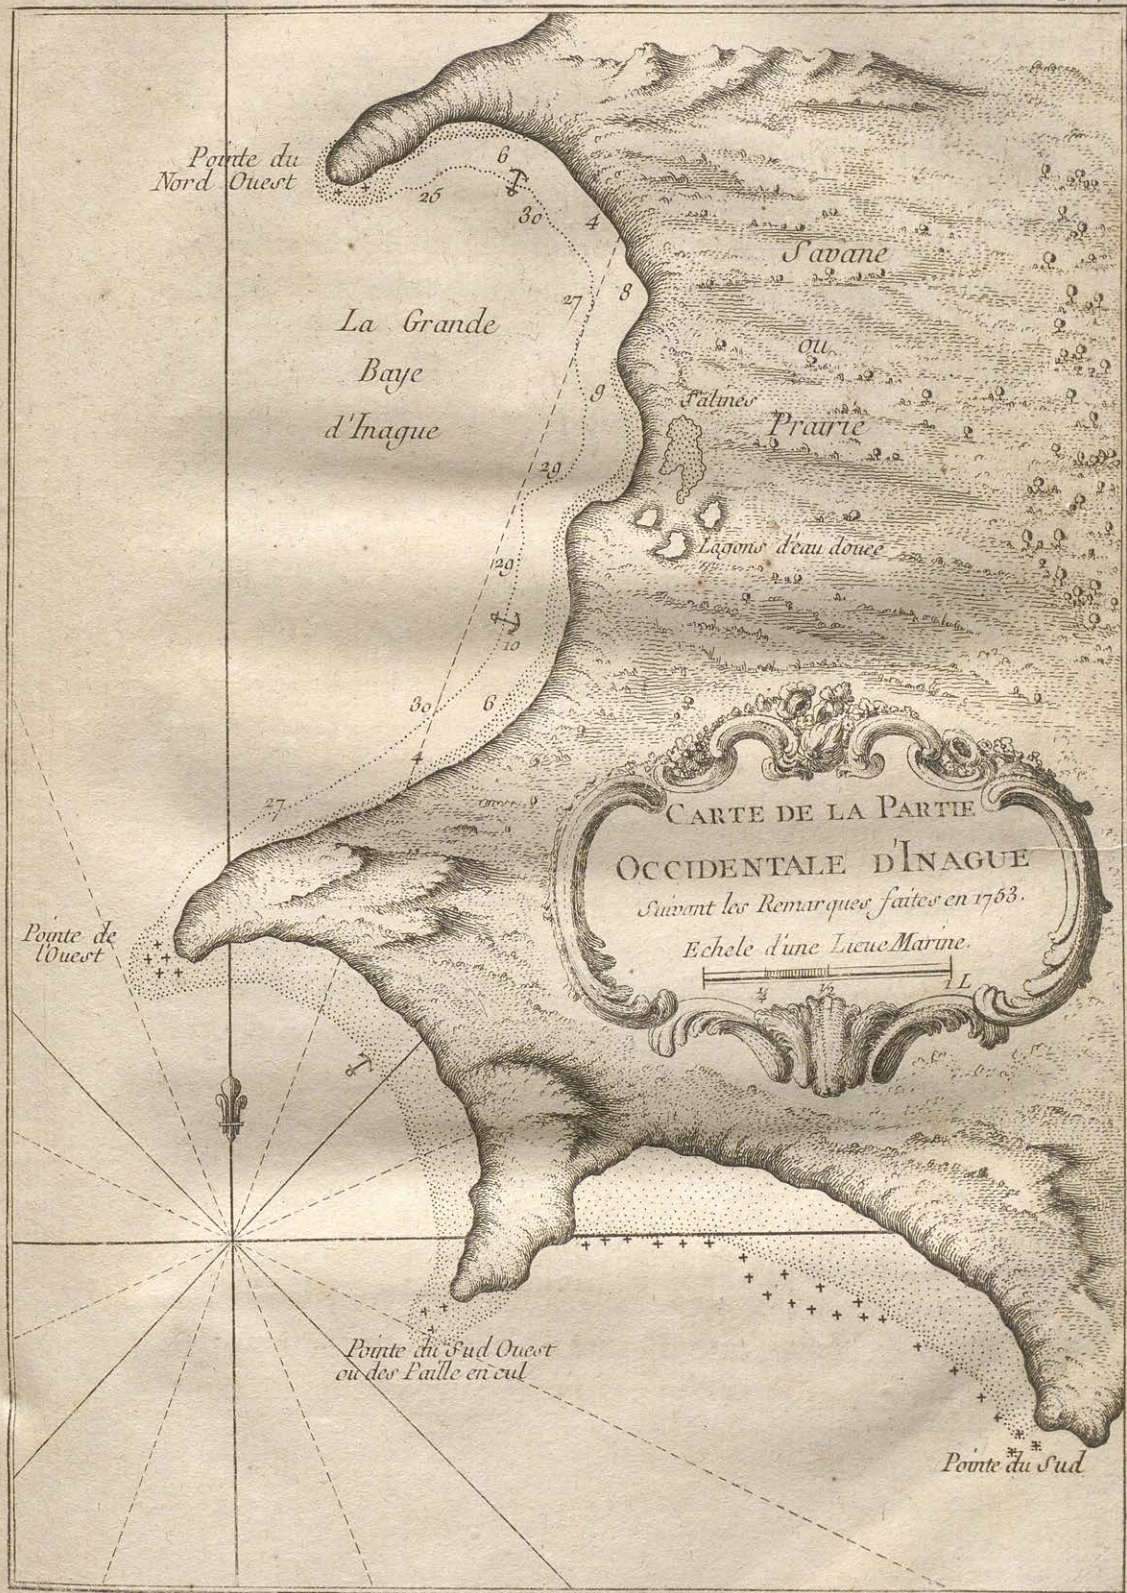 Pointe du
Nord Ouest
6
26
30
4
Savane
8
27
La Grande
Baye
d'Inague
ou
9
Salines
Prairie
29
Lagons d'eau douce
29
10
30
6
4
27
CARTE DE LA PARTIE
OCCIDENTALE D'INAGUE
Suivant les Remarques faites en 1753.
Echele d'une Lieue Marine.
1/4 1/2 1 L
Pointe de
l'Ouest
Pointe du Sud Ouest
ou des Paille en cul
Pointe du Sud